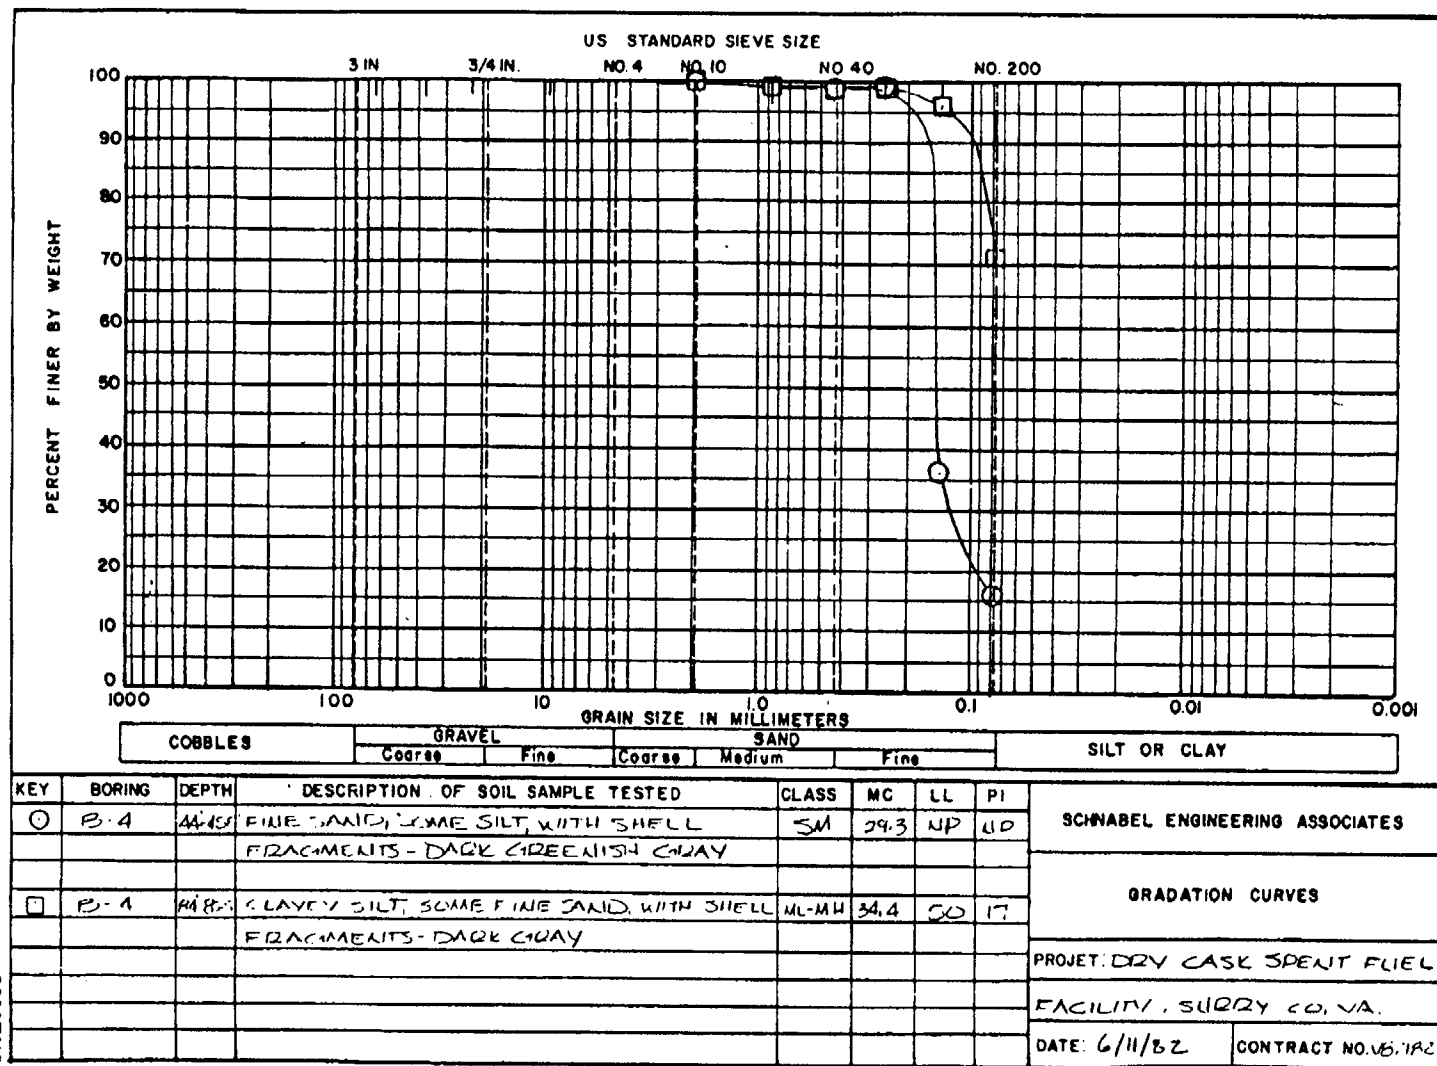 US STANDARD SIEVE SIZE
3 IN 3/4 IN. NO. 4 NO. 10 NO 40 NO. 200
PERCENT FINER BY WEIGHT
100
90
80
70
60
50
40
30
20
10
0
1000 100 10 1.0 0.1 0.01 0.001
GRAIN SIZE IN MILLIMETERS
COBBLES GRAVEL SAND SILT OR CLAY
Coarse Fine Coarse Medium Fine
KEY BORING DEPTH DESCRIPTION OF SOIL SAMPLE TESTED CLASS MC LL PI
B-4 FINE SAND, SOME SILT, WITH SHELL SM 29.3 NP NP
FRAGMENTS - DARK GREENISH GRAY
B-4 CLAYEY SILT, SOME FINE SAND, WITH SHELL ML-MH 34.4 50 17
FRAGMENTS - DARK GRAY
SCHNABEL ENGINEERING ASSOCIATES
GRADATION CURVES
PROJET: DRY CASK SPENT FUEL
FACILITY, SURRY CO, VA.
DATE: 6/11/82 CONTRACT NO.